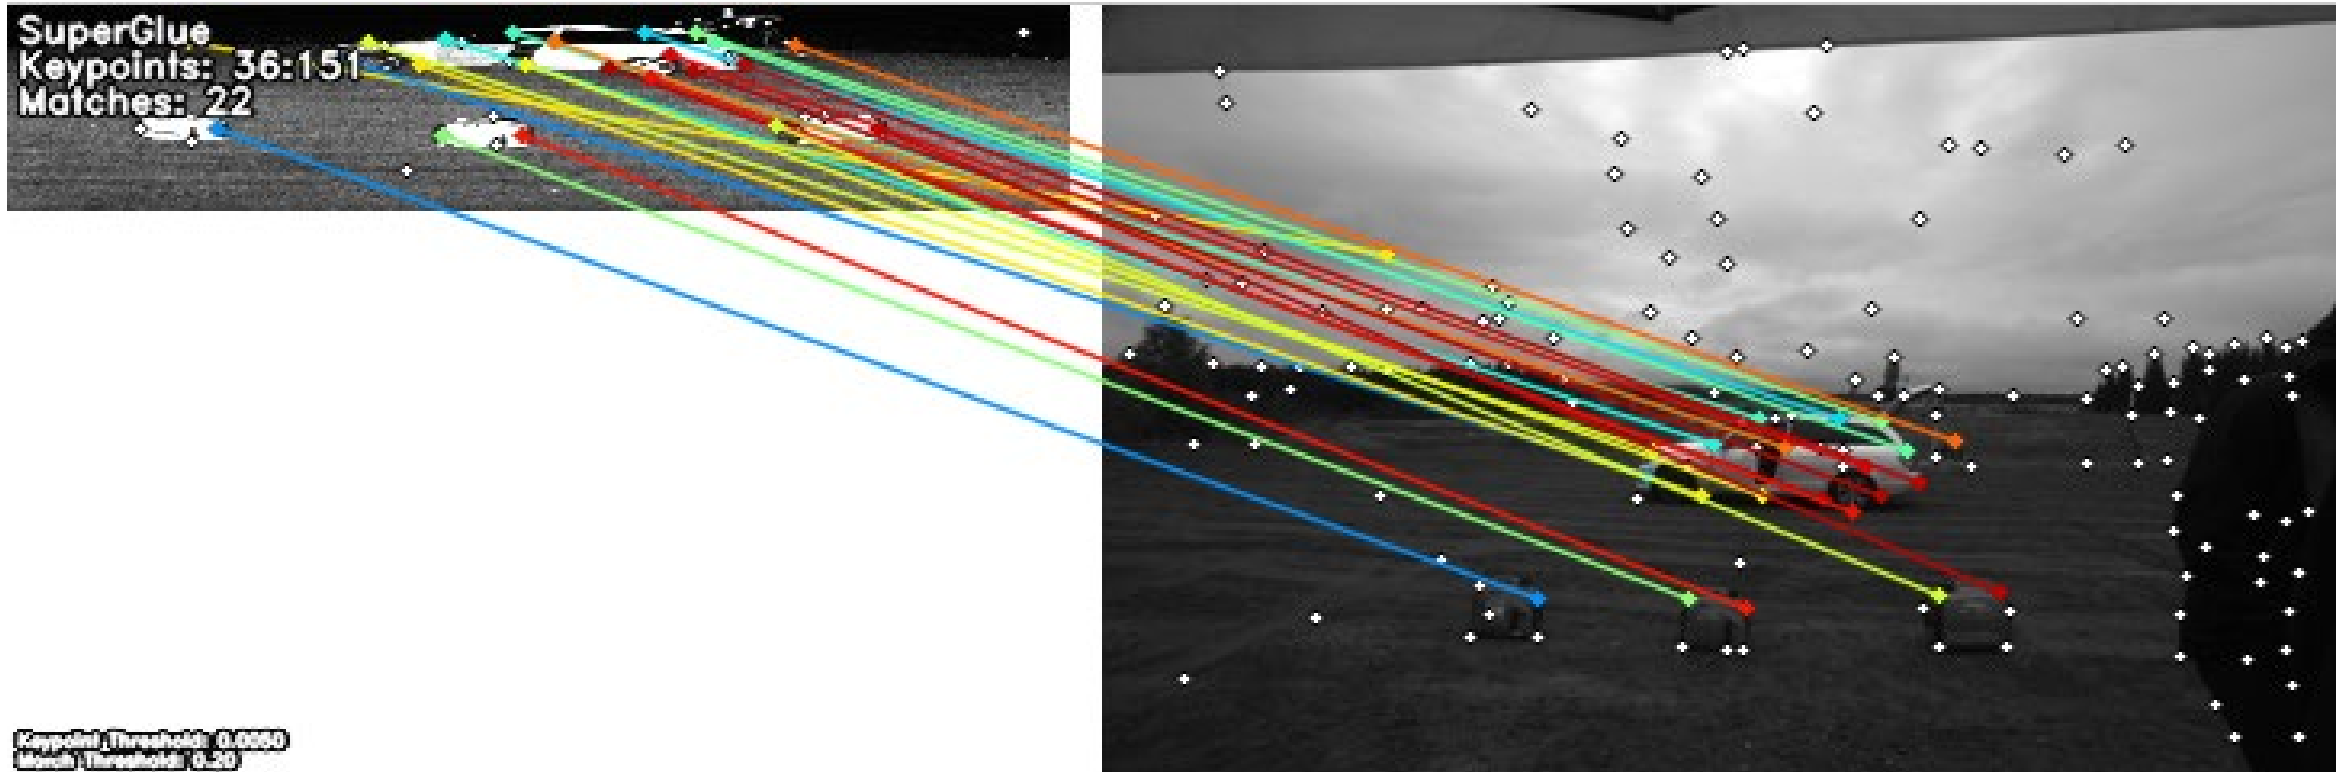 SuperGlue
Keypoints: 36:151
Matches: 22
Keypoint Threshold: 0.0050
Match Threshold: 0.20